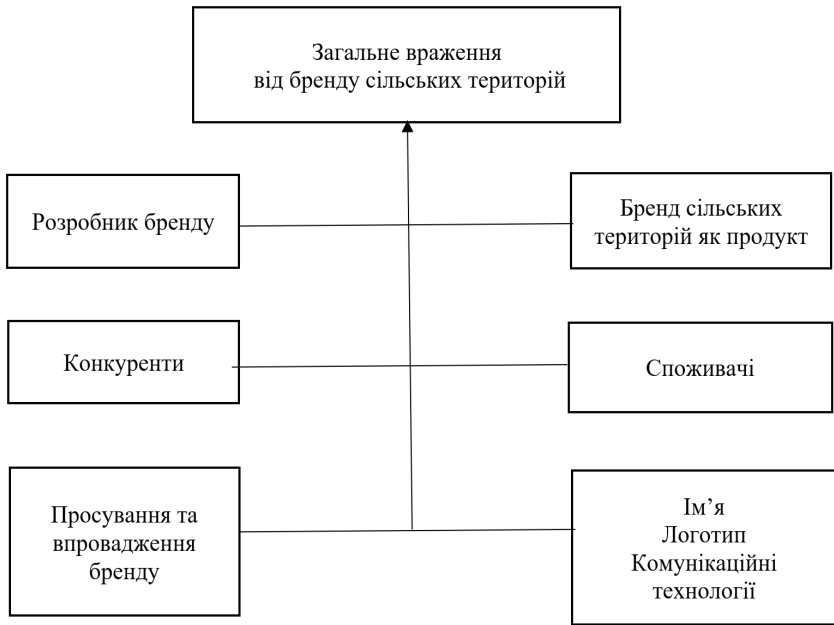 Загальне враження
від бренду сільських територій
Розробник бренду
Бренд сільських
територій як продукт
Конкуренти
Споживачі
Просування та
впровадження
бренду
Ім’я
Логотип
Комунікаційні
технології